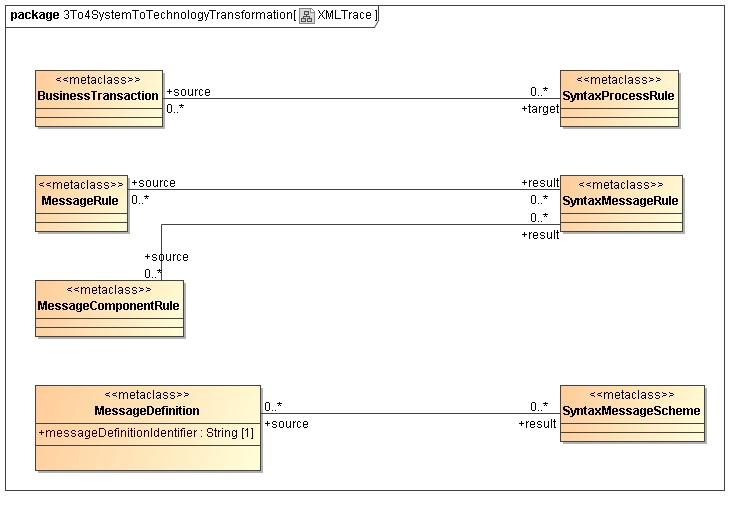 package 3To4SystemToTechnologyTransformation[ XMLTrace ]
<<metaclass>>
BusinessTransaction
+source
0..*
0..*
+target
<<metaclass>>
SyntaxProcessRule
<<metaclass>>
MessageRule
+source
0..*
+result
0..*
<<metaclass>>
SyntaxMessageRule
0..*
+result
+source
0..*
<<metaclass>>
MessageComponentRule
<<metaclass>>
MessageDefinition
+messageDefinitionIdentifier : String [1]
0..*
+source
0..*
+result
<<metaclass>>
SyntaxMessageScheme